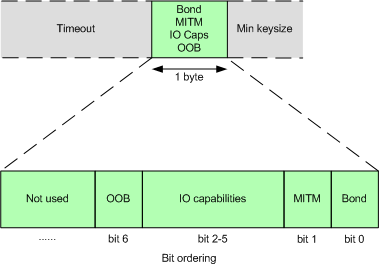 Timeout
Bond
MITM
IO Caps
OOB
Min keysize
1 byte
Not used
OOB
IO capabilities
MITM
Bond
......
bit 6
bit 2-5
bit 1
bit 0
Bit ordering